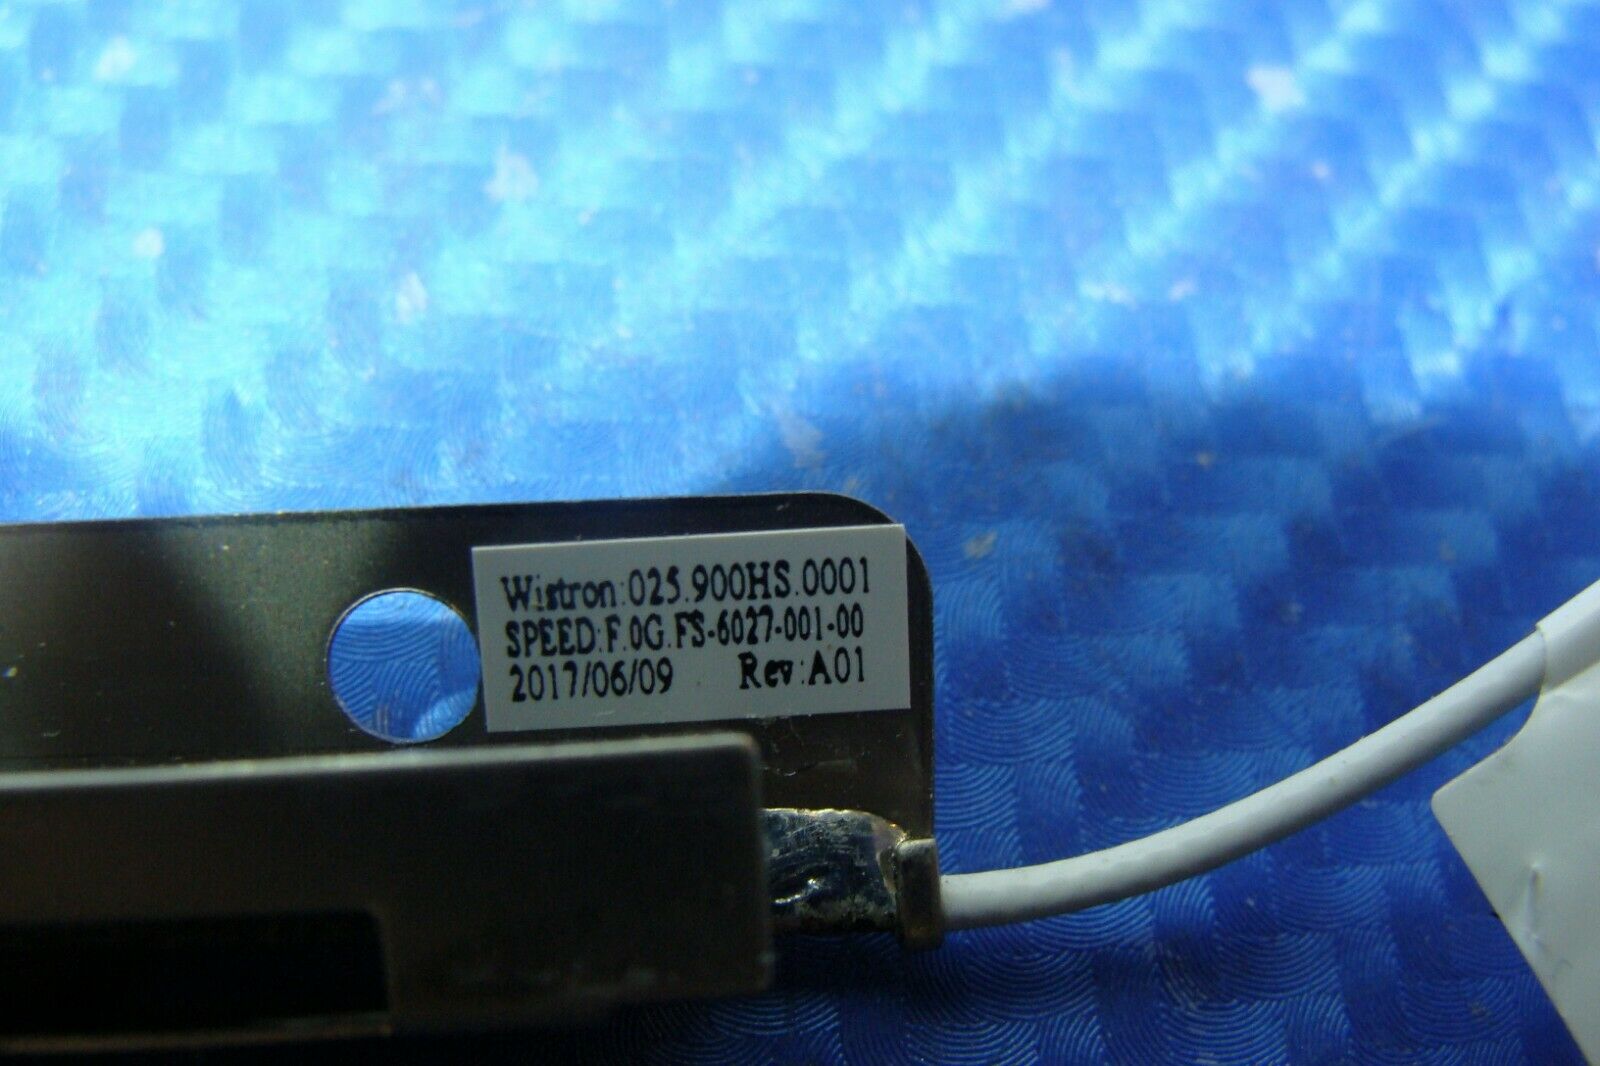 Wistron:025.900HS.0001
SPEED:F.0G.FS-6027-001-00
2017/06/09 Rev:A01